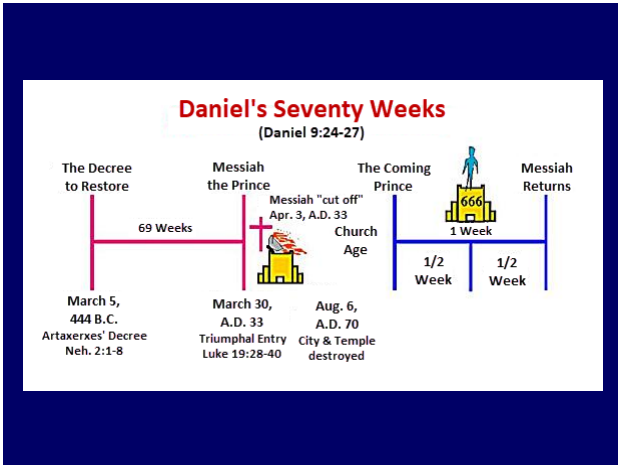 Daniel's Seventy Weeks
(Daniel 9:24-27)
The Decree
to Restore
Messiah
the Prince
Messiah "cut off"
Apr. 3, A.D. 33
The Coming
Prince
Messiah
Returns
666
69 Weeks
Church
Age
1 Week
1/2
Week
1/2
Week
March 5,
444 B.C.
Artaxerxes' Decree
Neh. 2:1-8
March 30,
A.D. 33
Triumphal Entry
Luke 19:28-40
Aug. 6,
A.D. 70
City & Temple
destroyed